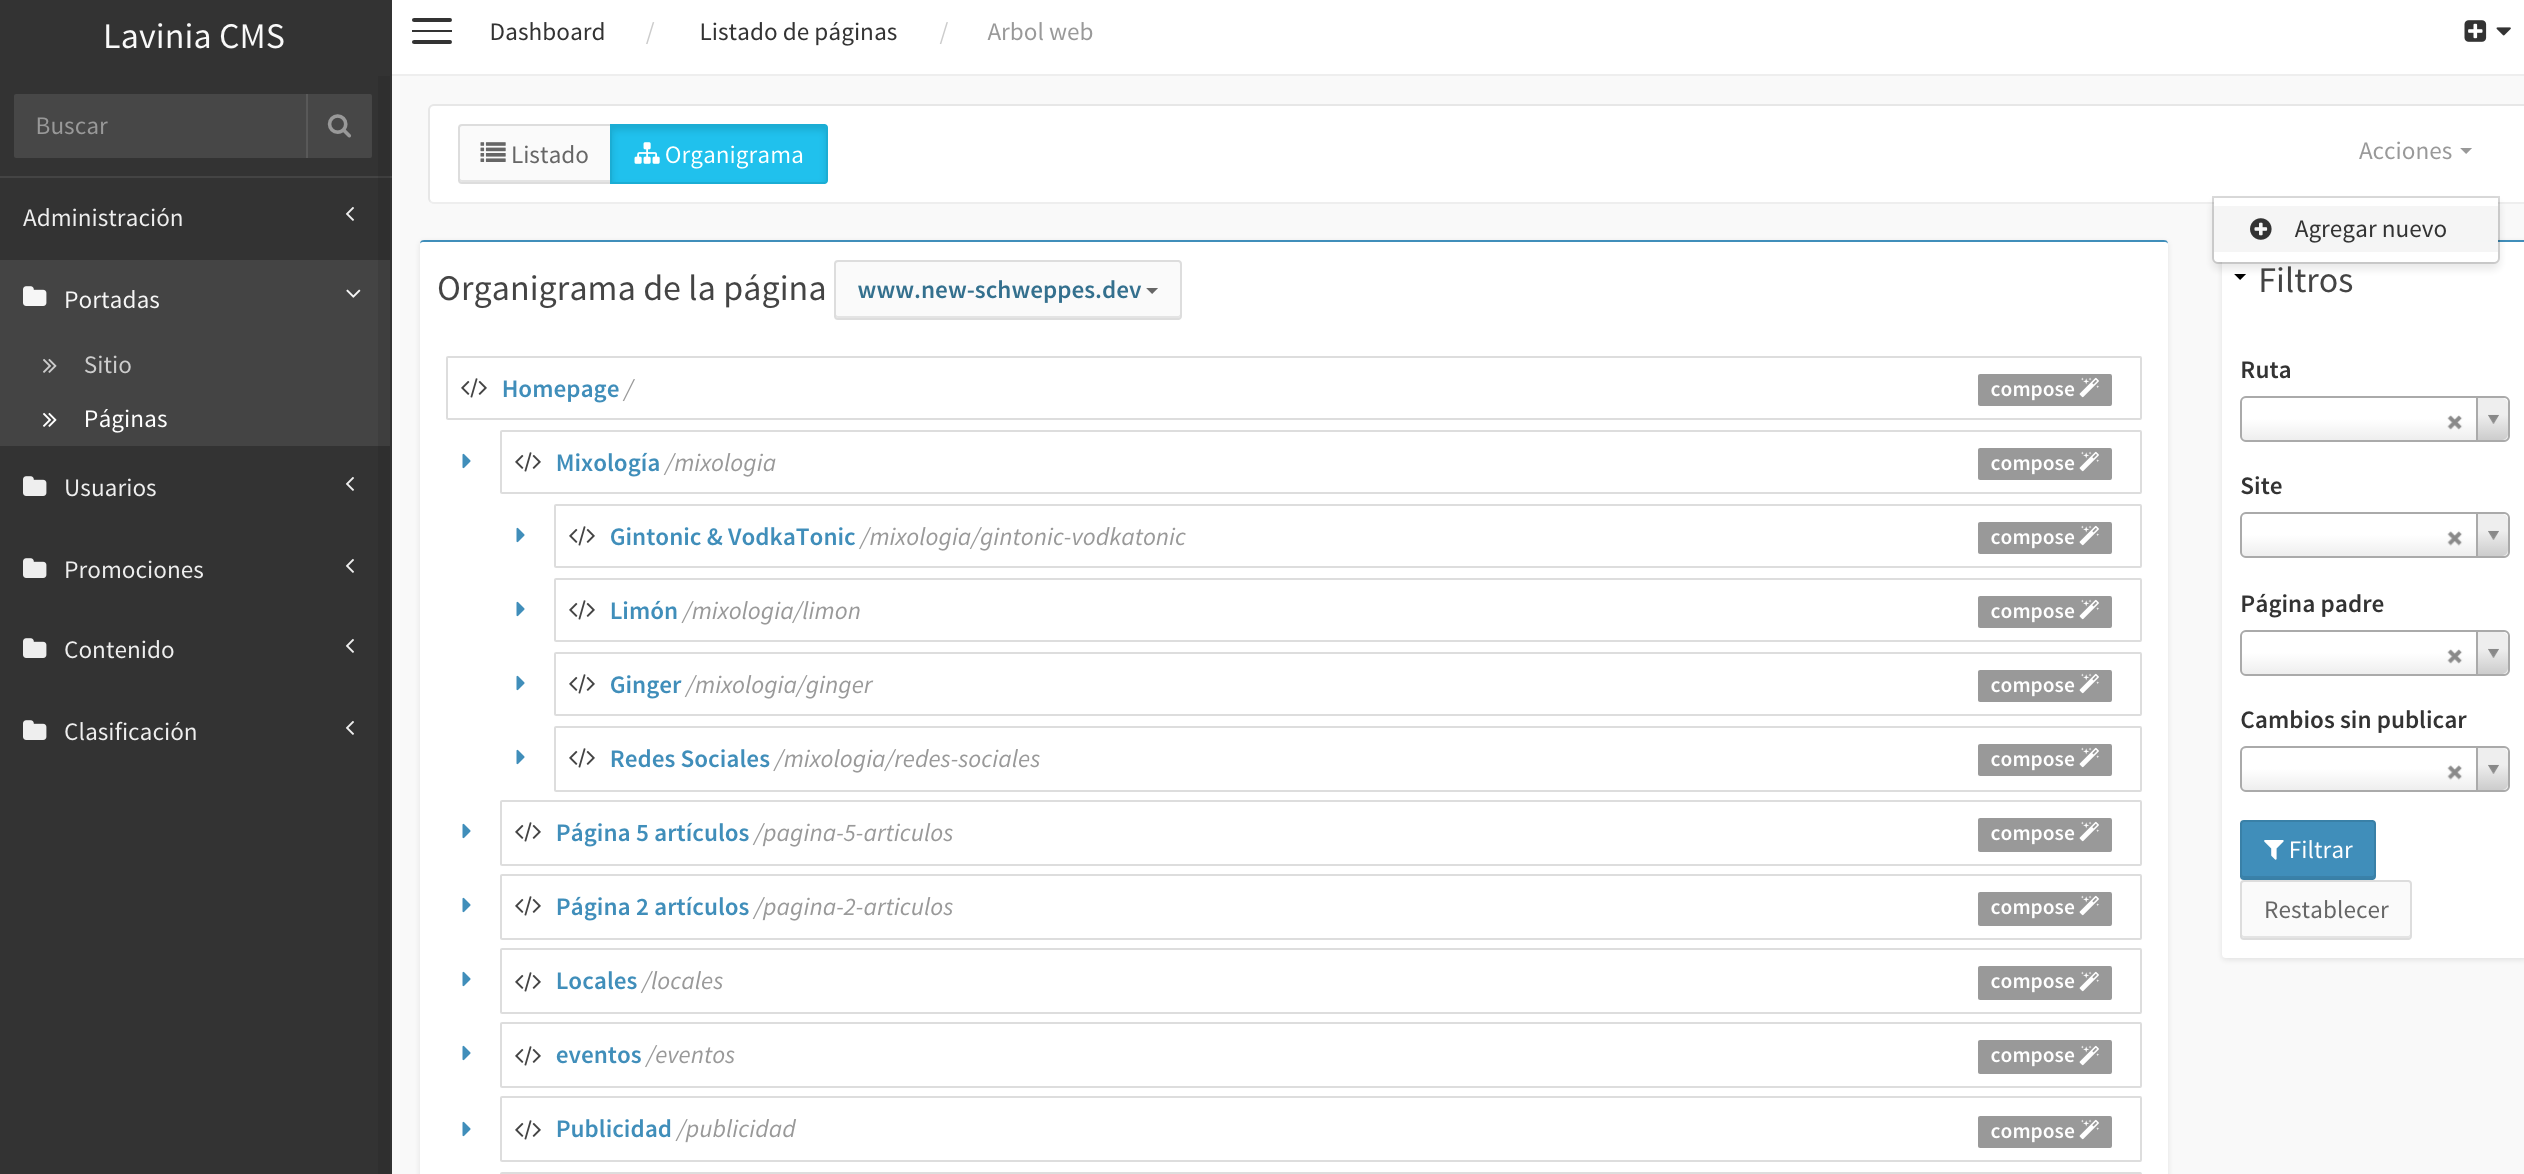 Lavinia CMS
Dashboard / Listado de páginas / Arbol web
Buscar
Administración
Portadas
Sitio
Páginas
Usuarios
Promociones
Contenido
Clasificación
Listado
Organigrama
Acciones
Agregar nuevo
Organigrama de la página www.new-schweppes.dev
</> Homepage / compose
</> Mixología /mixologia compose
</> Gintonic & VodkaTonic /mixologia/gintonic-vodkatonic compose
</> Limón /mixologia/limon compose
</> Ginger /mixologia/ginger compose
</> Redes Sociales /mixologia/redes-sociales compose
</> Página 5 artículos /pagina-5-articulos compose
</> Página 2 artículos /pagina-2-articulos compose
</> Locales /locales compose
</> eventos /eventos compose
</> Publicidad /publicidad compose
Filtros
Ruta
Site
Página padre
Cambios sin publicar
Filtrar
Restablecer